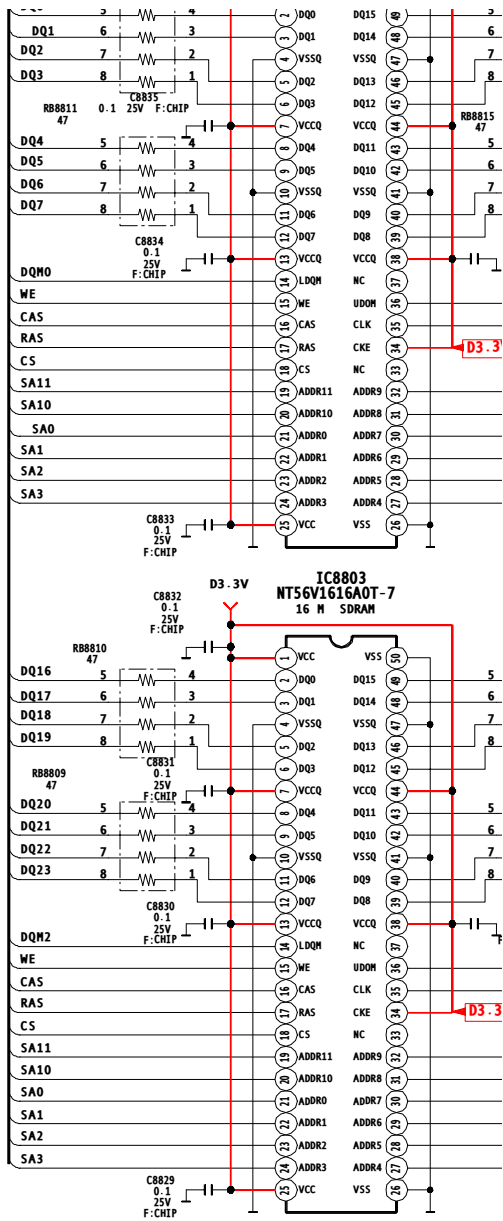 5 4 2 DQ0 DQ15 49 5
DQ1 6 3 3 DQ1 DQ14 48 6
DQ2 7 2 4 VSSQ VSSQ 47 7
5 DQ2 DQ13 46
DQ3 8 1 6 DQ3 DQ12 45 8
C8835
RB8811 0.1 25V F:CHIP RB8815
47 7 VCCQ VCCQ 44 47
DQ4 5 4 8 DQ4 DQ11 43 5
DQ5 6 3 9 DQ5 DQ10 42 6
DQ6 7 2 10 VSSQ VSSQ 41 7
DQ7 8 1 11 DQ6 DQ9 40 8
12 DQ7 DQ8 39
C8834
0.1
25V
F:CHIP
13 VCCQ VCCQ 38
DQM0 14 LDQM NC 37
WE 15 WE UDOM 36
CAS 16 CAS CLK 35
RAS 17 RAS CKE 34 D3.3V
CS 18 CS NC 33
SA11 19 ADDR11 ADDR9 32
SA10 20 ADDR10 ADDR8 31
SA0 21 ADDR0 ADDR7 30
SA1 22 ADDR1 ADDR6 29
SA2 23 ADDR2 ADDR5 28
SA3 24 ADDR3 ADDR4 27
C8833
0.1
25V
F:CHIP
25 VCC VSS 26
IC8803
NT56V1616A0T-7
16 M SDRAM
D3.3V
C8832
0.1
25V
F:CHIP
RB8810
47
1 VCC VSS 50
DQ16 5 4 2 DQ0 DQ15 49 5
DQ17 6 3 3 DQ1 DQ14 48 6
DQ18 7 2 4 VSSQ VSSQ 47 7
DQ19 8 1 5 DQ2 DQ13 46 8
6 DQ3 DQ12 45
RB8809
47
C8831
0.1
25V
F:CHIP
7 VCCQ VCCQ 44
DQ20 5 4 8 DQ4 DQ11 43 5
DQ21 6 3 9 DQ5 DQ10 42 6
DQ22 7 2 10 VSSQ VSSQ 41 7
DQ23 8 1 11 DQ6 DQ9 40 8
12 DQ7 DQ8 39
C8830
0.1
25V
F:CHIP
13 VCCQ VCCQ 38
DQM2 14 LDQM NC 37
WE 15 WE UDOM 36
CAS 16 CAS CLK 35
RAS 17 RAS CKE 34 D3.3
CS 18 CS NC 33
SA11 19 ADDR11 ADDR9 32
SA10 20 ADDR10 ADDR8 31
SA0 21 ADDR0 ADDR7 30
SA1 22 ADDR1 ADDR6 29
SA2 23 ADDR2 ADDR5 28
SA3 24 ADDR3 ADDR4 27
C8829
0.1
25V
F:CHIP
25 VCC VSS 26